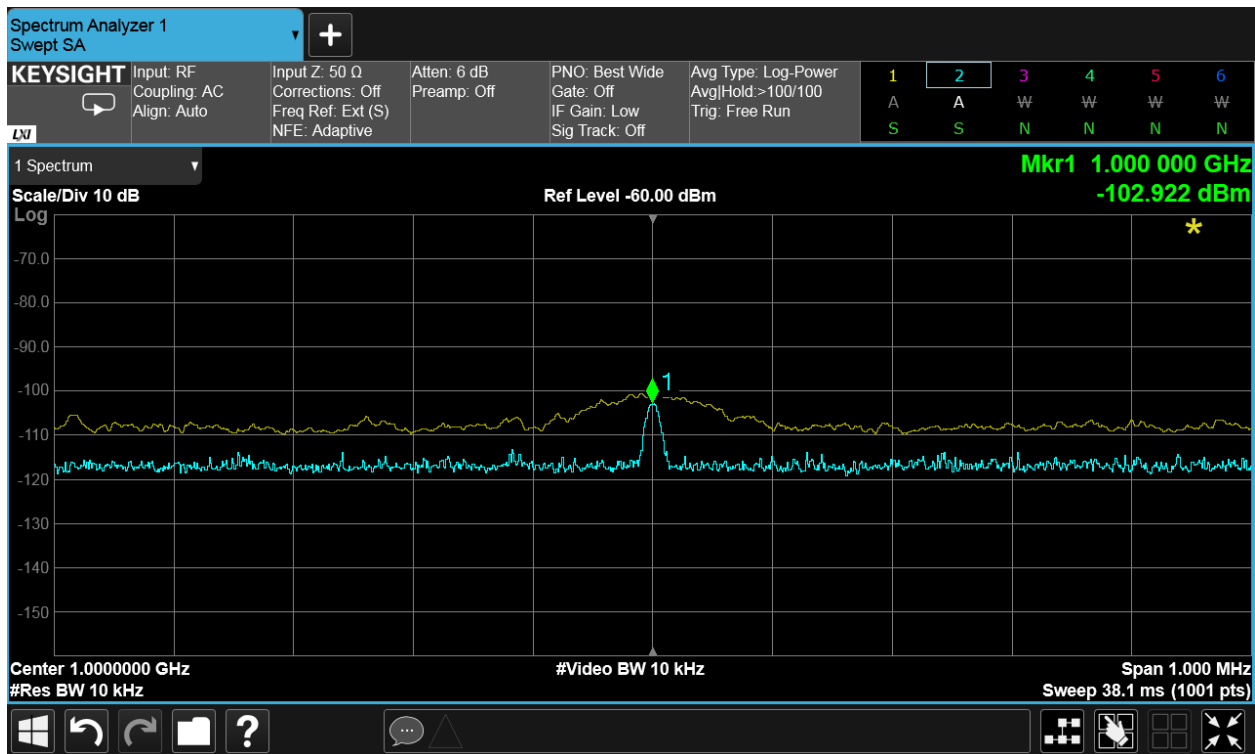 Spectrum Analyzer 1
Swept SA
+
KEYSIGHT
LXI
Input: RF
Coupling: AC
Align: Auto
Input Z: 50 Ω
Corrections: Off
Freq Ref: Ext (S)
NFE: Adaptive
Atten: 6 dB
Preamp: Off
PNO: Best Wide
Gate: Off
IF Gain: Low
Sig Track: Off
Avg Type: Log-Power
Avg|Hold:>100/100
Trig: Free Run
1 2 3 4 5 6
A A W W W W
S S N N N N
1 Spectrum
Mkr1 1.000 000 GHz
-102.922 dBm
Scale/Div 10 dB
Ref Level -60.00 dBm
Log
*
-70.0
-80.0
-90.0
-100
1
-110
-120
-130
-140
-150
Center 1.0000000 GHz
#Video BW 10 kHz
Span 1.000 MHz
#Res BW 10 kHz
Sweep 38.1 ms (1001 pts)
?